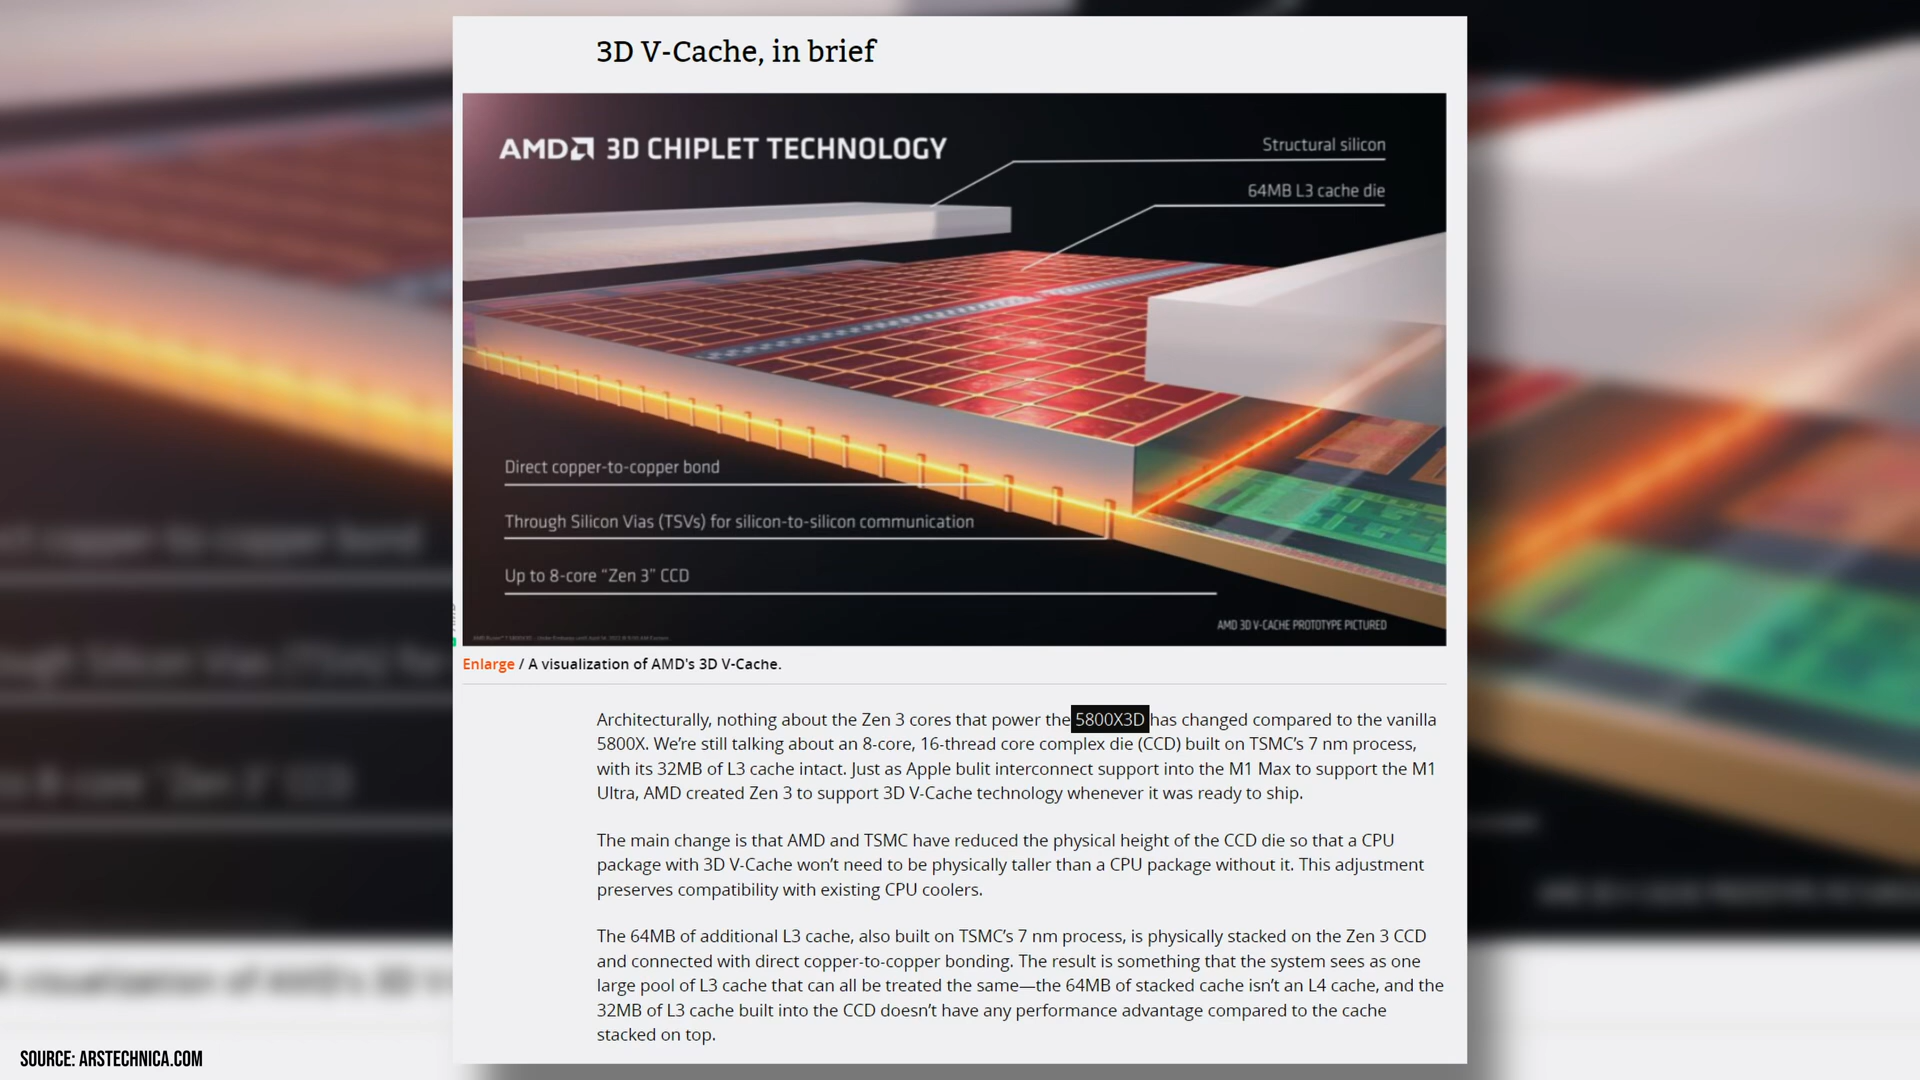 3D V-Cache, in brief
AMD 3D CHIPLET TECHNOLOGY
Structural silicon
64MB L3 cache die
Direct copper-to-copper bond
Through Silicon Vias (TSVs) for silicon-to-silicon communication
Up to 8-core “Zen 3” CCD
AMD 3D V-CACHE PROTOTYPE PICTURED
Enlarge / A visualization of AMD's 3D V-Cache.
Architecturally, nothing about the Zen 3 cores that power the 5800X3D has changed compared to the vanilla
5800X. We’re still talking about an 8-core, 16-thread core complex die (CCD) built on TSMC’s 7 nm process,
with its 32MB of L3 cache intact. Just as Apple bulit interconnect support into the M1 Max to support the M1
Ultra, AMD created Zen 3 to support 3D V-Cache technology whenever it was ready to ship.
The main change is that AMD and TSMC have reduced the physical height of the CCD die so that a CPU
package with 3D V-Cache won’t need to be physically taller than a CPU package without it. This adjustment
preserves compatibility with existing CPU coolers.
The 64MB of additional L3 cache, also built on TSMC’s 7 nm process, is physically stacked on the Zen 3 CCD
and connected with direct copper-to-copper bonding. The result is something that the system sees as one
large pool of L3 cache that can all be treated the same—the 64MB of stacked cache isn’t an L4 cache, and the
32MB of L3 cache built into the CCD doesn’t have any performance advantage compared to the cache
stacked on top.
SOURCE: ARSTECHNICA.COM